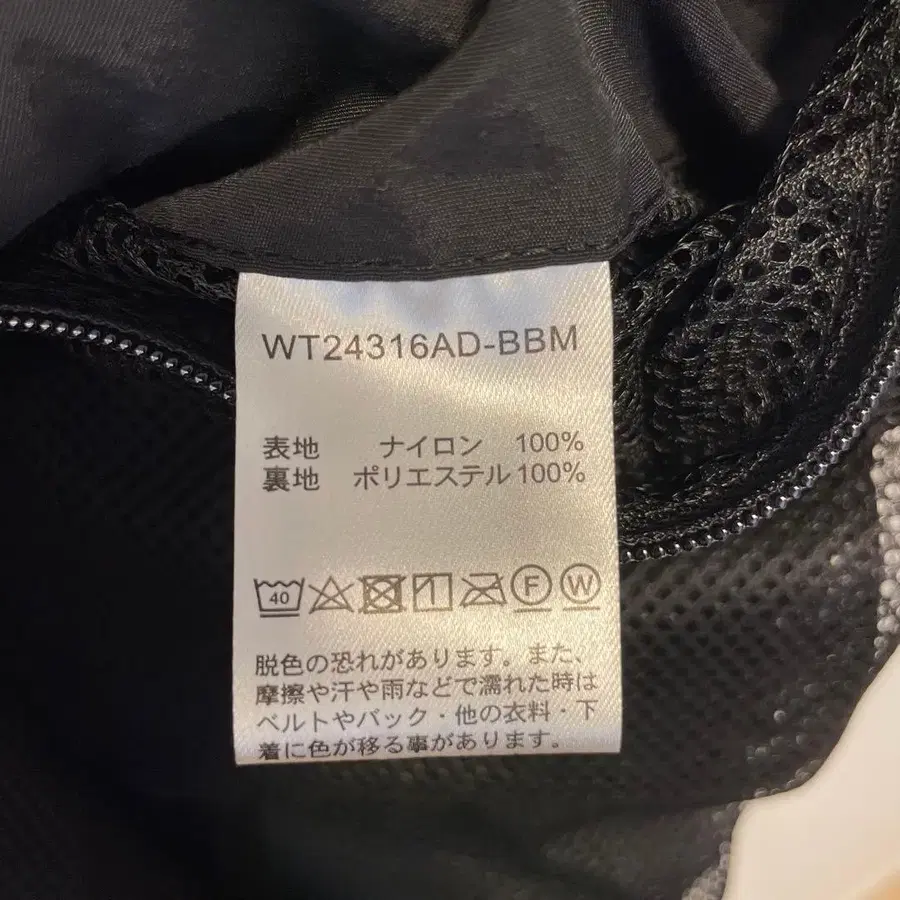 WT24316AD-BBM
表地 ナイロン 100%
裏地 ポリエステル 100%
40 F W
脱色の恐れがあります。また、
摩擦や汗や雨などで濡れた時は
ベルトやバック・他の衣料・下
着に色が移る事があります。